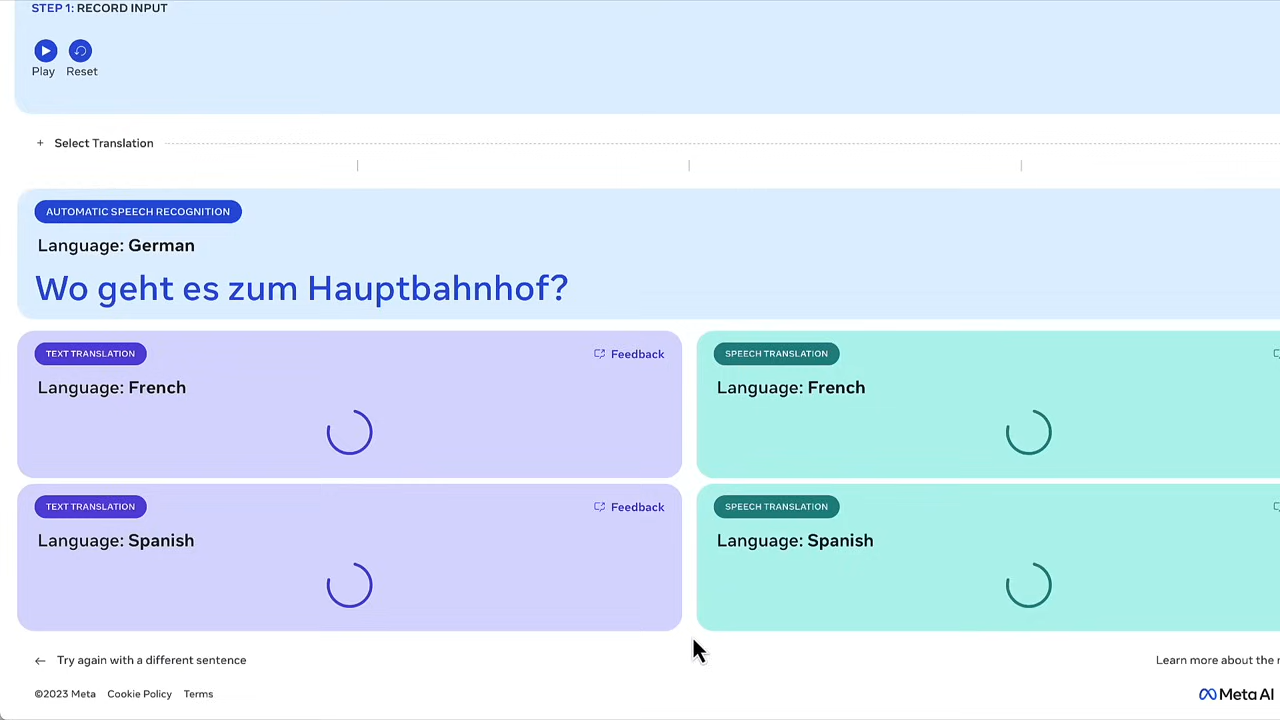 STEP 1: RECORD INPUT
Play Reset
+ Select Translation
AUTOMATIC SPEECH RECOGNITION
Language: German
Wo geht es zum Hauptbahnhof?
TEXT TRANSLATION Feedback
Language: French
SPEECH TRANSLATION
Language: French
TEXT TRANSLATION Feedback
Language: Spanish
SPEECH TRANSLATION
Language: Spanish
← Try again with a different sentence
Learn more about the
©2023 Meta Cookie Policy Terms
Meta AI